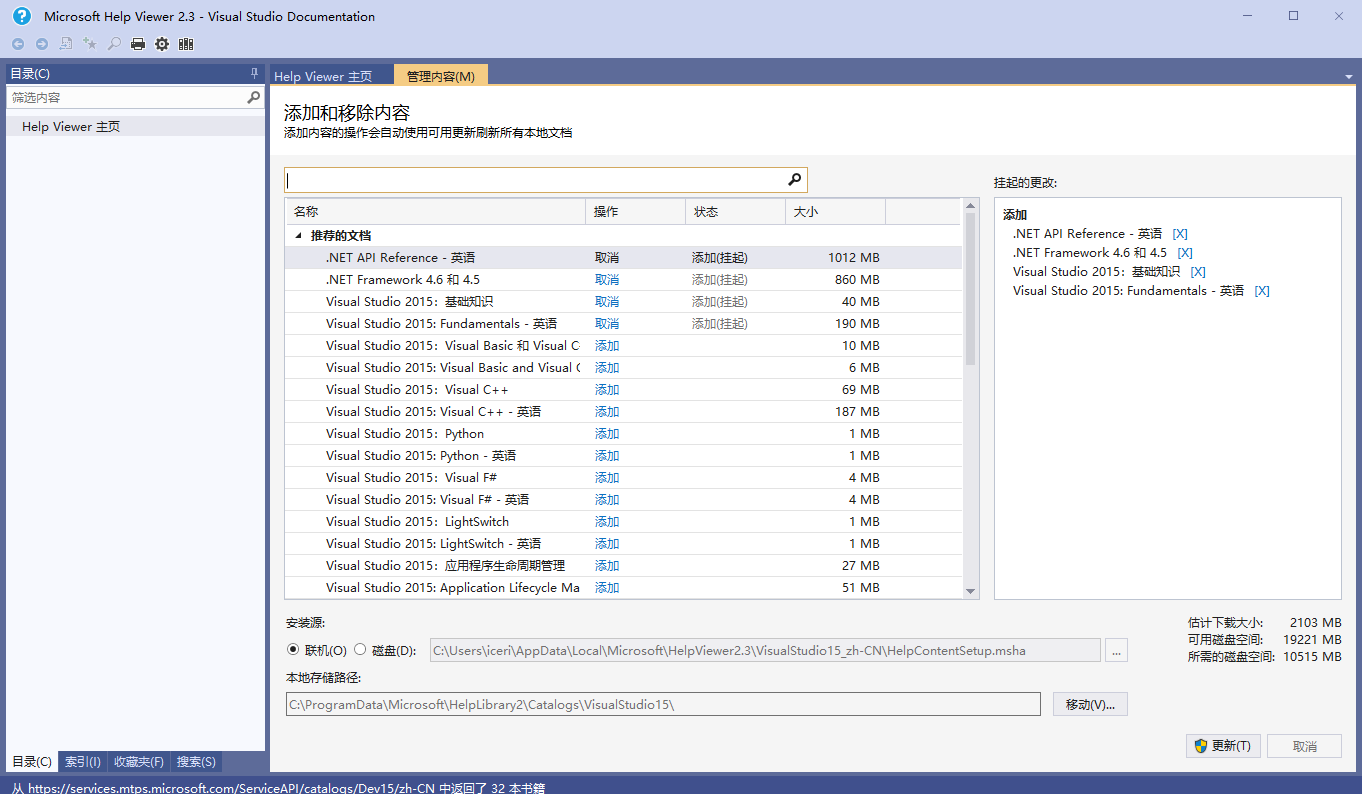 Microsoft Help Viewer 2.3 - Visual Studio Documentation
目录(C)
筛选内容
Help Viewer 主页
Help Viewer 主页
管理内容(M)
添加和移除内容
添加内容的操作会自动使用可用更新刷新所有本地文档
名称 操作 状态 大小
推荐的文档
.NET API Reference - 英语 取消 添加(挂起) 1012 MB
.NET Framework 4.6 和 4.5 取消 添加(挂起) 860 MB
Visual Studio 2015：基础知识 取消 添加(挂起) 40 MB
Visual Studio 2015: Fundamentals - 英语 取消 添加(挂起) 190 MB
Visual Studio 2015：Visual Basic 和 Visual C 添加 10 MB
Visual Studio 2015: Visual Basic and Visual C 添加 6 MB
Visual Studio 2015：Visual C++ 添加 69 MB
Visual Studio 2015: Visual C++ - 英语 添加 187 MB
Visual Studio 2015：Python 添加 1 MB
Visual Studio 2015: Python - 英语 添加 1 MB
Visual Studio 2015：Visual F# 添加 4 MB
Visual Studio 2015: Visual F# - 英语 添加 4 MB
Visual Studio 2015：LightSwitch 添加 1 MB
Visual Studio 2015: LightSwitch - 英语 添加 1 MB
Visual Studio 2015：应用程序生命周期管理 添加 27 MB
Visual Studio 2015: Application Lifecycle Ma 添加 51 MB
挂起的更改:
添加
.NET API Reference - 英语 [X]
.NET Framework 4.6 和 4.5 [X]
Visual Studio 2015：基础知识 [X]
Visual Studio 2015: Fundamentals - 英语 [X]
安装源:
联机(O) 磁盘(D): C:\Users\iceri\AppData\Local\Microsoft\HelpViewer2.3\VisualStudio15_zh-CN\HelpContentSetup.msha ...
本地存储路径:
C:\ProgramData\Microsoft\HelpLibrary2\Catalogs\VisualStudio15\ 移动(V)...
估计下载大小: 2103 MB
可用磁盘空间: 19221 MB
所需的磁盘空间: 10515 MB
更新(T) 取消
目录(C) 索引(I) 收藏夹(F) 搜索(S)
从 https://services.mtps.microsoft.com/ServiceAPI/catalogs/Dev15/zh-CN 中返回了 32 本书籍